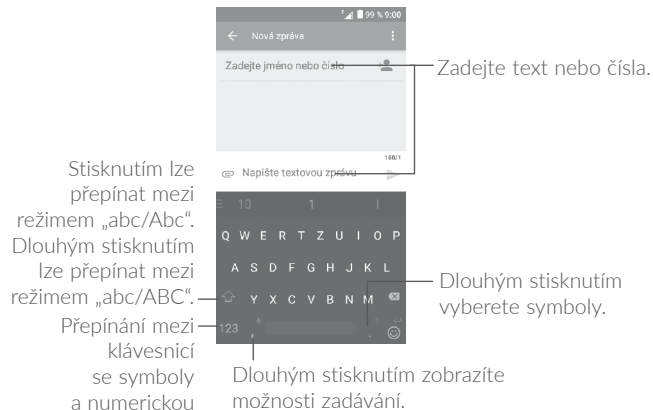 99 % 9:00
Nová zpráva
Zadejte jméno nebo číslo
Zadejte text nebo čísla.
168/1
Napište textovou zprávu
Stisknutím lze
přepínat mezi
režimem „abc/Abc“.
Dlouhým stisknutím
lze přepínat mezi
režimem „abc/ABC“.
Přepínání mezi
klávesnicí
se symboly
a numerickou
10 1 I
Q W E R T Z U I O P
A S D F G H J K L
Y X C V B N M
123 , .
Dlouhým stisknutím
vyberete symboly.
Dlouhým stisknutím zobrazíte
možnosti zadávání.